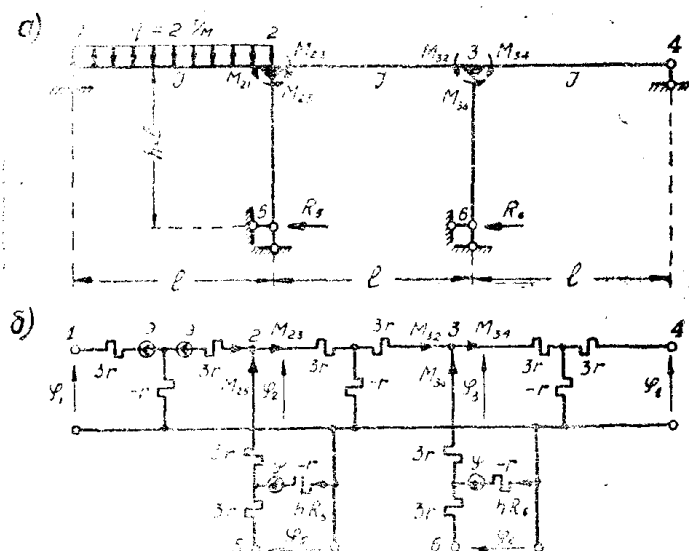 а)
1 q = 2 т/м 2 M₂₃ M₃₂ 3 M₃₄ 4
M₂₁ J M₂₅ J M₃₆ J
h=l
5 R₅ 6 R₆
l l l
б)
1 Э Э 2 M₂₃ 3r M₃₂ 3 M₃₄ 4
3r 3r 3r 3r 3r
φ₁ -r M₂₅ φ₂ -r M₃₆ φ₃ -r φ₄
3r У -r 3r У -r
3r hR₅ 3r hR₆
5 φ₅ 6 φ₆